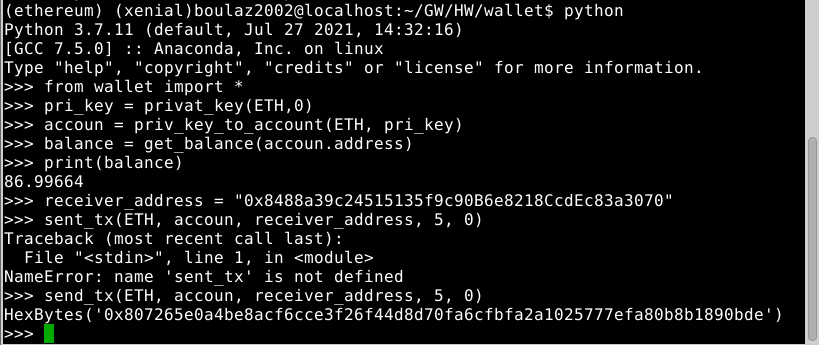 (ethereum) (xenial)boulaz2002@localhost:~/GW/HW/wallet$ python
Python 3.7.11 (default, Jul 27 2021, 14:32:16)
[GCC 7.5.0] :: Anaconda, Inc. on linux
Type "help", "copyright", "credits" or "license" for more information.
>>> from wallet import *
>>> pri_key = privat_key(ETH,0)
>>> accoun = priv_key_to_account(ETH, pri_key)
>>> balance = get_balance(accoun.address)
>>> print(balance)
86.99664
>>> receiver_address = "0x8488a39c24515135f9c90B6e8218CcdEc83a3070"
>>> sent_tx(ETH, accoun, receiver_address, 5, 0)
Traceback (most recent call last):
  File "<stdin>", line 1, in <module>
NameError: name 'sent_tx' is not defined
>>> send_tx(ETH, accoun, receiver_address, 5, 0)
HexBytes('0x807265e0a4be8acf6cce3f26f44d8d70fa6cfbfa2a1025777efa80b8b1890bde')
>>>